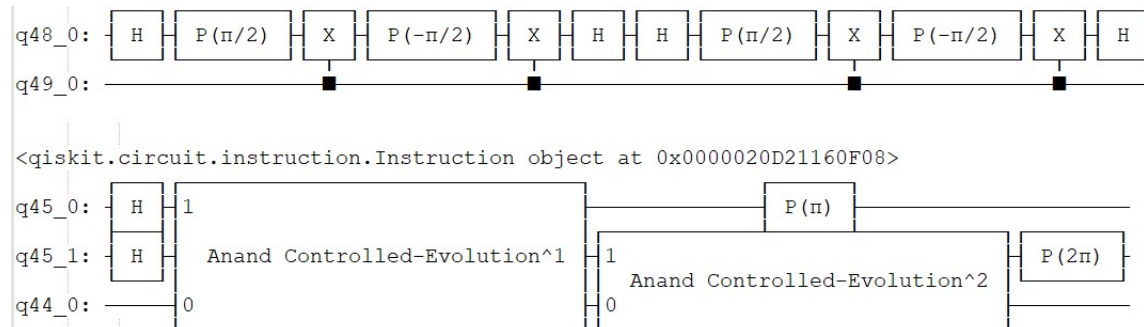 q48_0: H P(π/2) X P(-π/2) X H H P(π/2) X P(-π/2) X H
q49_0:
<qiskit.circuit.instruction.Instruction object at 0x0000020D21160F08>
q45_0: H 1 P(π)
q45_1: H Anand Controlled-Evolution^1 1 P(2π)
Anand Controlled-Evolution^2
q44_0: 0 0